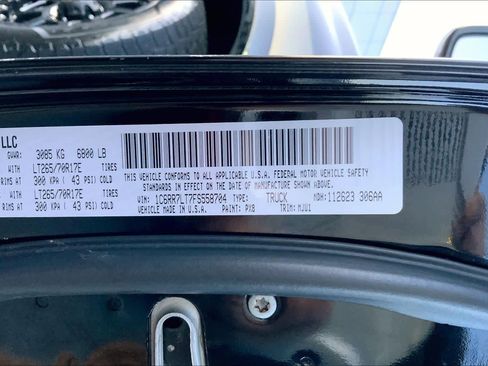 LLC
GVWR: 3085 KG 6800 LB
WITH LT265/70R17E TIRES
RIMS AT 300 KPA ( 43 PSI) COLD
WITH LT265/70R17E TIRES
RIMS AT 300 KPA ( 43 PSI) COLD
THIS VEHICLE CONFORMS TO ALL APPLICABLE U.S.A. FEDERAL MOTOR VEHICLE SAFETY
STANDARDS IN EFFECT ON THE DATE OF MANUFACTURE SHOWN ABOVE.
VIN: 1C6RR7LT7FS558704 TYPE: TRUCK MDH: 112623 306AA
VEHICLE MADE IN U.S.A. PAINT: PX8 TRIM: MJU1